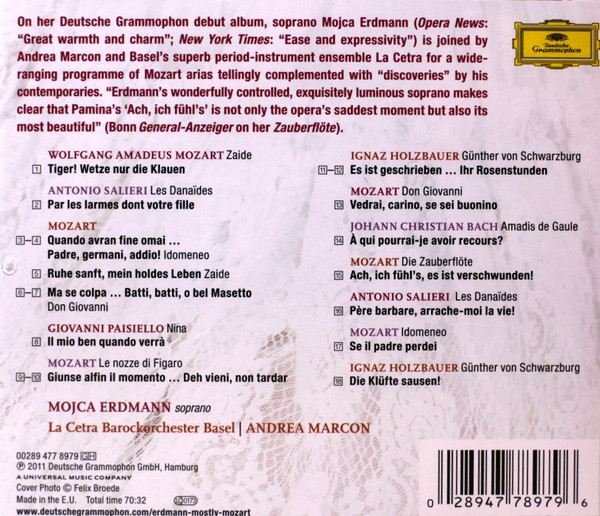 On her Deutsche Grammophon debut album, soprano Mojca Erdmann (Opera News:
“Great warmth and charm”; New York Times: “Ease and expressivity”) is joined by
Andrea Marcon and Basel's superb period-instrument ensemble La Cetra for a wide-
ranging programme of Mozart arias tellingly complemented with “discoveries” by his
contemporaries. “Erdmann's wonderfully controlled, exquisitely luminous soprano makes
clear that Pamina's ‘Ach, ich fühl's’ is not only the opera's saddest moment but also its
most beautiful” (Bonn General-Anzeiger on her Zauberflöte).
Deutsche
Grammophon
WOLFGANG AMADEUS MOZART Zaide
1 Tiger! Wetze nur die Klauen
ANTONIO SALIERI Les Danaïdes
2 Par les larmes dont votre fille
MOZART
3–4 Quando avran fine omai ...
Padre, germani, addio! Idomeneo
5 Ruhe sanft, mein holdes Leben Zaide
6–7 Ma se colpa ... Batti, batti, o bel Masetto
Don Giovanni
GIOVANNI PAISIELLO Nina
8 Il mio ben quando verrà
MOZART Le nozze di Figaro
9–10 Giunse alfin il momento ... Deh vieni, non tardar
IGNAZ HOLZBAUER Günther von Schwarzburg
11–12 Es ist geschrieben ... Ihr Rosenstunden
MOZART Don Giovanni
13 Vedrai, carino, se sei buonino
JOHANN CHRISTIAN BACH Amadis de Gaule
14 À qui pourrai-je avoir recours?
MOZART Die Zauberflöte
15 Ach, ich fühl's, es ist verschwunden!
ANTONIO SALIERI Les Danaïdes
16 Père barbare, arrache-moi la vie!
MOZART Idomeneo
17 Se il padre perdei
IGNAZ HOLZBAUER Günther von Schwarzburg
18 Die Klüfte sausen!
MOJCA ERDMANN soprano
La Cetra Barockorchester Basel | ANDREA MARCON
00289 477 8979 GH
℗ 2011 Deutsche Grammophon GmbH, Hamburg
A UNIVERSAL MUSIC COMPANY
Cover Photo © Felix Broede
Made in the E.U. Total time 70:32 LC 0173
www.deutschegrammophon.com/erdmann-mostly-mozart
0 28947 78979 6